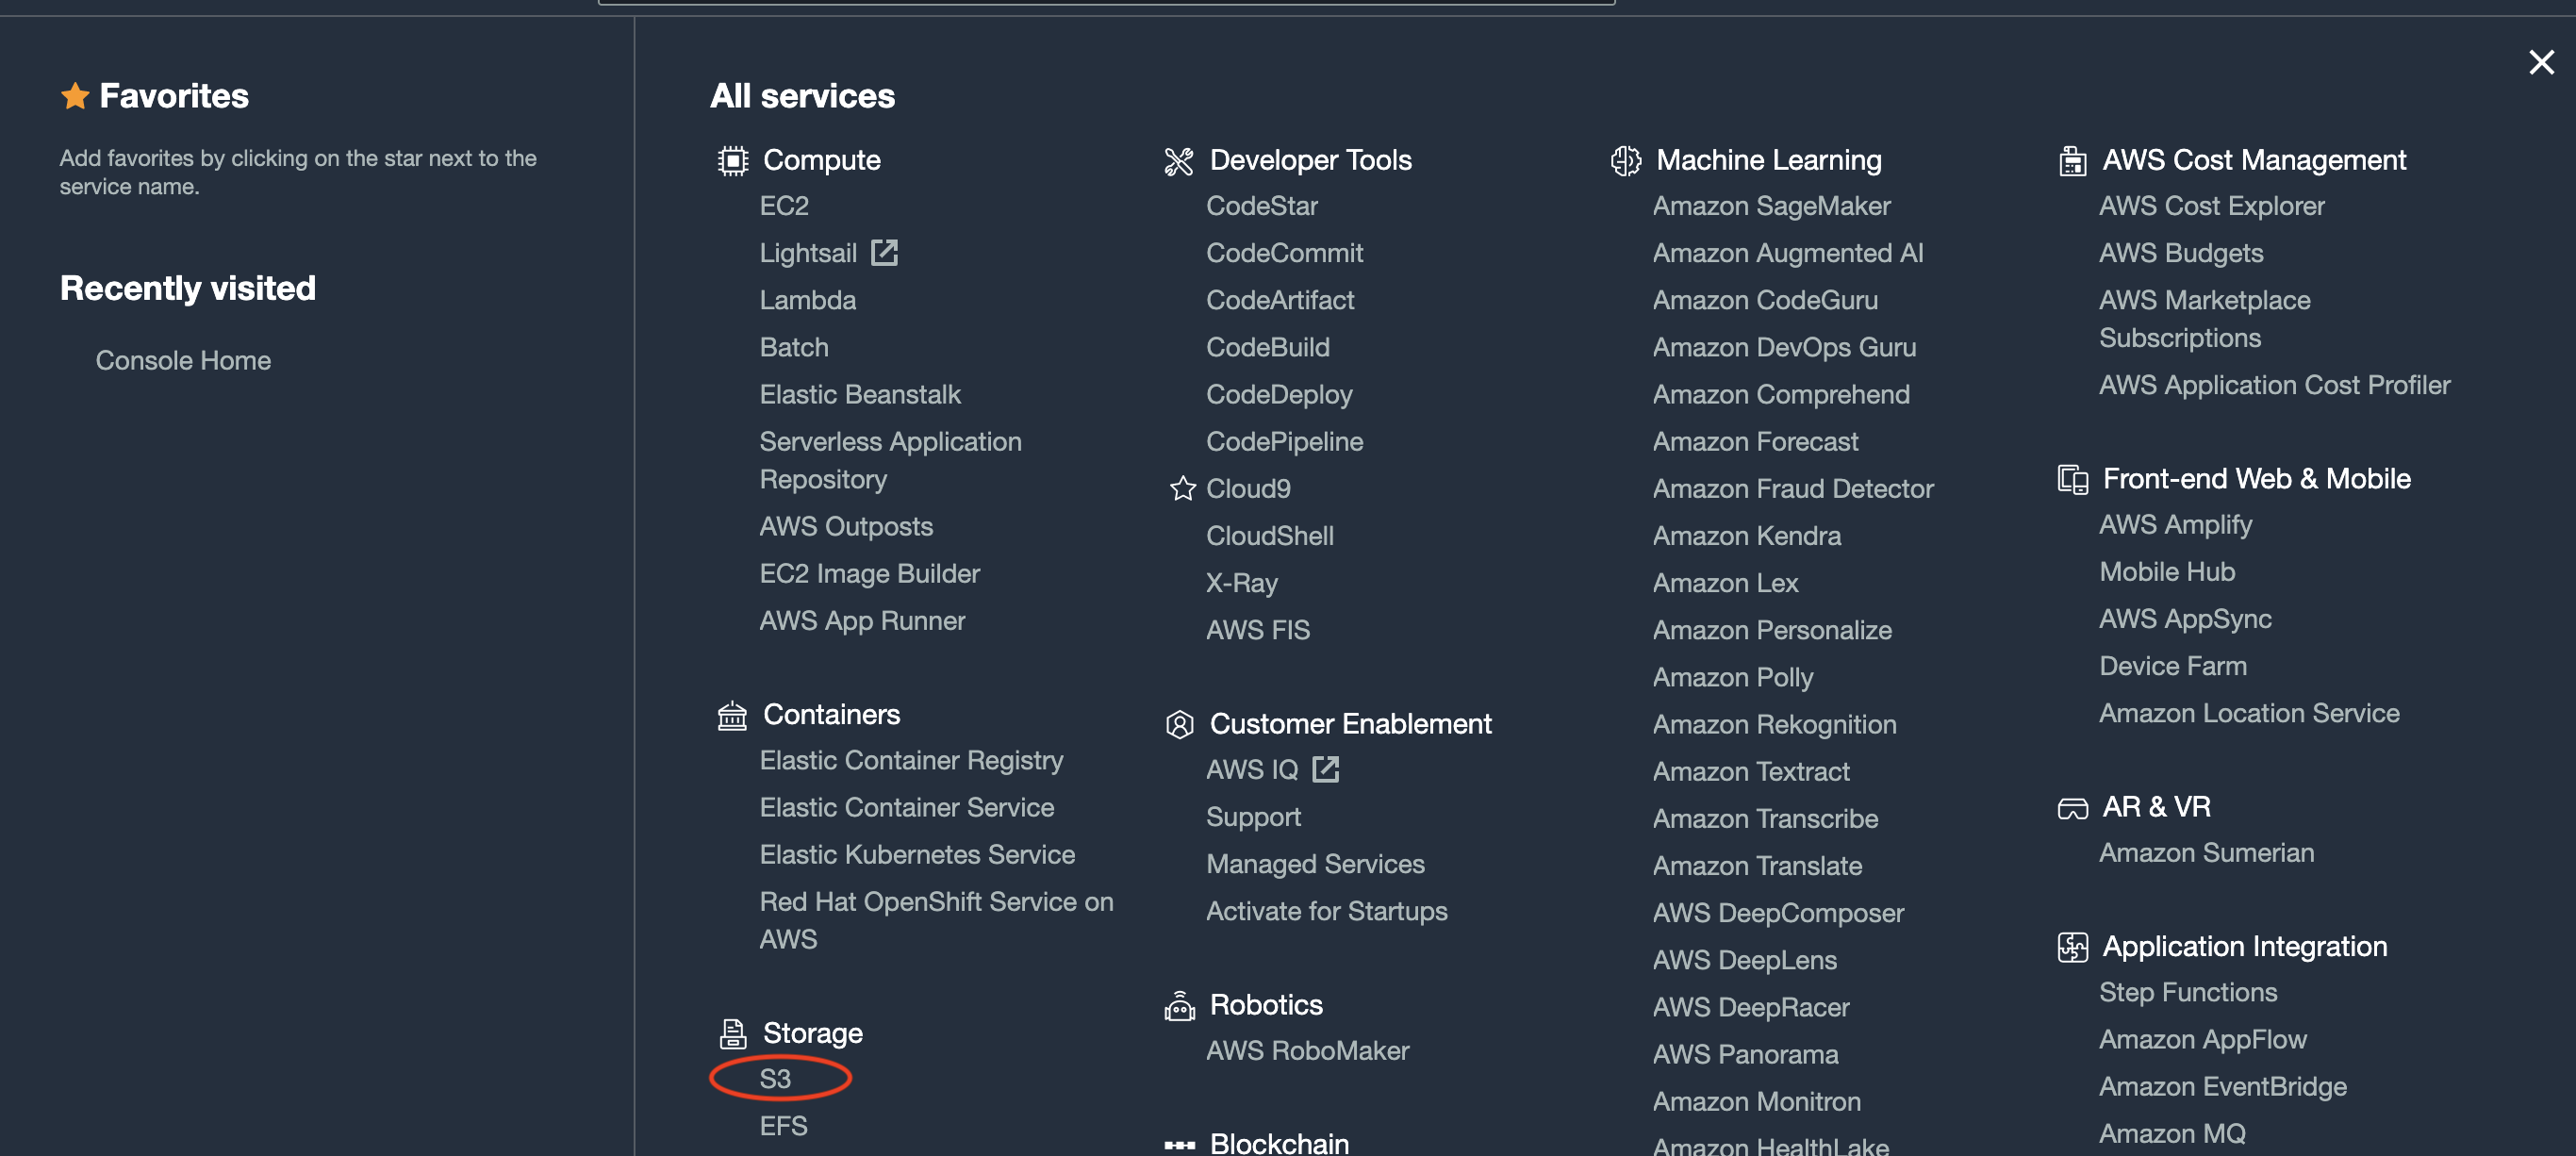 Favorites
Add favorites by clicking on the star next to the
service name.
Recently visited
Console Home
All services
Compute
EC2
Lightsail
Lambda
Batch
Elastic Beanstalk
Serverless Application
Repository
AWS Outposts
EC2 Image Builder
AWS App Runner
Containers
Elastic Container Registry
Elastic Container Service
Elastic Kubernetes Service
Red Hat OpenShift Service on
AWS
Storage
S3
EFS
Developer Tools
CodeStar
CodeCommit
CodeArtifact
CodeBuild
CodeDeploy
CodePipeline
Cloud9
CloudShell
X-Ray
AWS FIS
Customer Enablement
AWS IQ
Support
Managed Services
Activate for Startups
Robotics
AWS RoboMaker
Blockchain
Machine Learning
Amazon SageMaker
Amazon Augmented AI
Amazon CodeGuru
Amazon DevOps Guru
Amazon Comprehend
Amazon Forecast
Amazon Fraud Detector
Amazon Kendra
Amazon Lex
Amazon Personalize
Amazon Polly
Amazon Rekognition
Amazon Textract
Amazon Transcribe
Amazon Translate
AWS DeepComposer
AWS DeepLens
AWS DeepRacer
AWS Panorama
Amazon Monitron
Amazon HealthLake
AWS Cost Management
AWS Cost Explorer
AWS Budgets
AWS Marketplace
Subscriptions
AWS Application Cost Profiler
Front-end Web & Mobile
AWS Amplify
Mobile Hub
AWS AppSync
Device Farm
Amazon Location Service
AR & VR
Amazon Sumerian
Application Integration
Step Functions
Amazon AppFlow
Amazon EventBridge
Amazon MQ